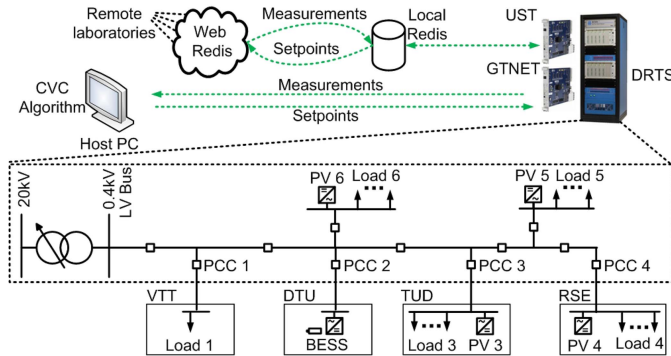 Remote
laboratories
Web
Redis
Measurements
Setpoints
Local
Redis
UST
GTNET
DRTS
CVC
Algorithm
Host PC
Measurements
Setpoints
20kV
0.4kV
LV Bus
PV 6
Load 6
PV 5
Load 5
PCC 1
PCC 2
PCC 3
PCC 4
VTT
DTU
TUD
RSE
Load 1
BESS
Load 3
PV 3
PV 4
Load 4